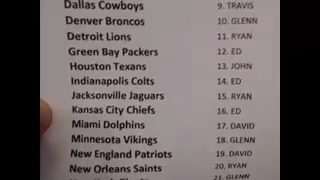 Dallas Cowboys 9. TRAVIS
Denver Broncos 10. GLENN
Detroit Lions 11. RYAN
Green Bay Packers 12. ED
Houston Texans 13. JOHN
Indianapolis Colts 14. ED
Jacksonville Jaguars 15. RYAN
Kansas City Chiefs 16. ED
Miami Dolphins 17. DAVID
Minnesota Vikings 18. GLENN
New England Patriots 19. DAVID
New Orleans Saints 20. RYAN
21. GLENN